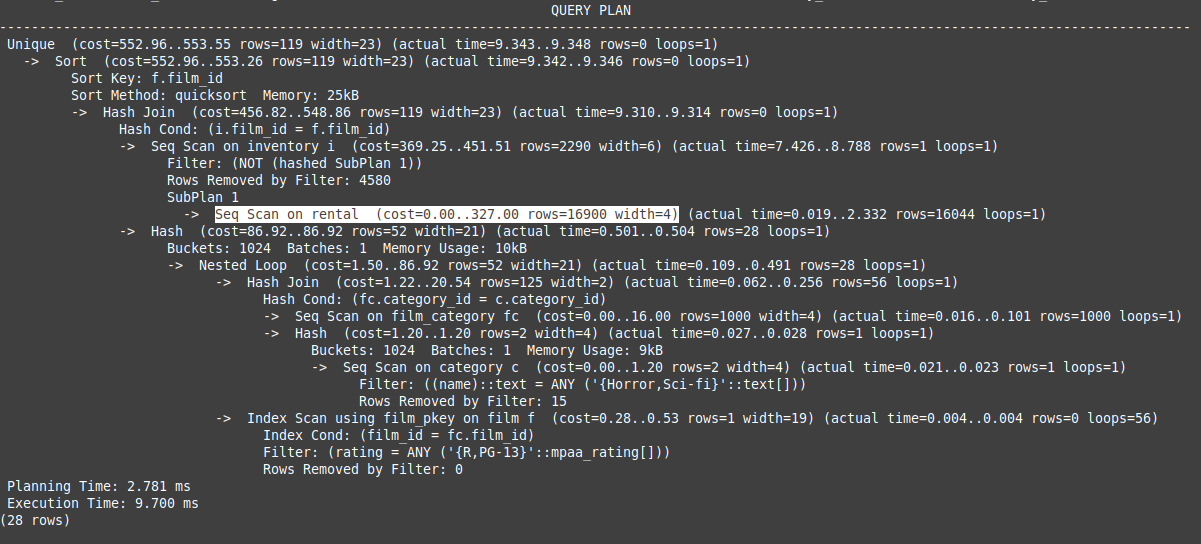 QUERY PLAN
-----------------------------------------------------------------------------------------------------------------------------------------------------
Unique  (cost=552.96..553.55 rows=119 width=23) (actual time=9.343..9.348 rows=0 loops=1)
  ->  Sort  (cost=552.96..553.26 rows=119 width=23) (actual time=9.342..9.346 rows=0 loops=1)
        Sort Key: f.film_id
        Sort Method: quicksort  Memory: 25kB
        ->  Hash Join  (cost=456.82..548.86 rows=119 width=23) (actual time=9.310..9.314 rows=0 loops=1)
              Hash Cond: (i.film_id = f.film_id)
              ->  Seq Scan on inventory i  (cost=369.25..451.51 rows=2290 width=6) (actual time=7.426..8.788 rows=1 loops=1)
                    Filter: (NOT (hashed SubPlan 1))
                    Rows Removed by Filter: 4580
                    SubPlan 1
                      ->  Seq Scan on rental  (cost=0.00..327.00 rows=16900 width=4) (actual time=0.019..2.332 rows=16044 loops=1)
              ->  Hash  (cost=86.92..86.92 rows=52 width=21) (actual time=0.501..0.504 rows=28 loops=1)
                    Buckets: 1024  Batches: 1  Memory Usage: 10kB
                    ->  Nested Loop  (cost=1.50..86.92 rows=52 width=21) (actual time=0.109..0.491 rows=28 loops=1)
                          ->  Hash Join  (cost=1.22..20.54 rows=125 width=2) (actual time=0.062..0.256 rows=56 loops=1)
                                Hash Cond: (fc.category_id = c.category_id)
                                ->  Seq Scan on film_category fc  (cost=0.00..16.00 rows=1000 width=4) (actual time=0.016..0.101 rows=1000 loops=1)
                                ->  Hash  (cost=1.20..1.20 rows=2 width=4) (actual time=0.027..0.028 rows=1 loops=1)
                                      Buckets: 1024  Batches: 1  Memory Usage: 9kB
                                      ->  Seq Scan on category c  (cost=0.00..1.20 rows=2 width=4) (actual time=0.021..0.023 rows=1 loops=1)
                                            Filter: ((name)::text = ANY ('{Horror,Sci-fi}'::text[]))
                                            Rows Removed by Filter: 15
                          ->  Index Scan using film_pkey on film f  (cost=0.28..0.53 rows=1 width=19) (actual time=0.004..0.004 rows=0 loops=56)
                                Index Cond: (film_id = fc.film_id)
                                Filter: (rating = ANY ('{R,PG-13}'::mpaa_rating[]))
                                Rows Removed by Filter: 0
Planning Time: 2.781 ms
Execution Time: 9.700 ms
(28 rows)